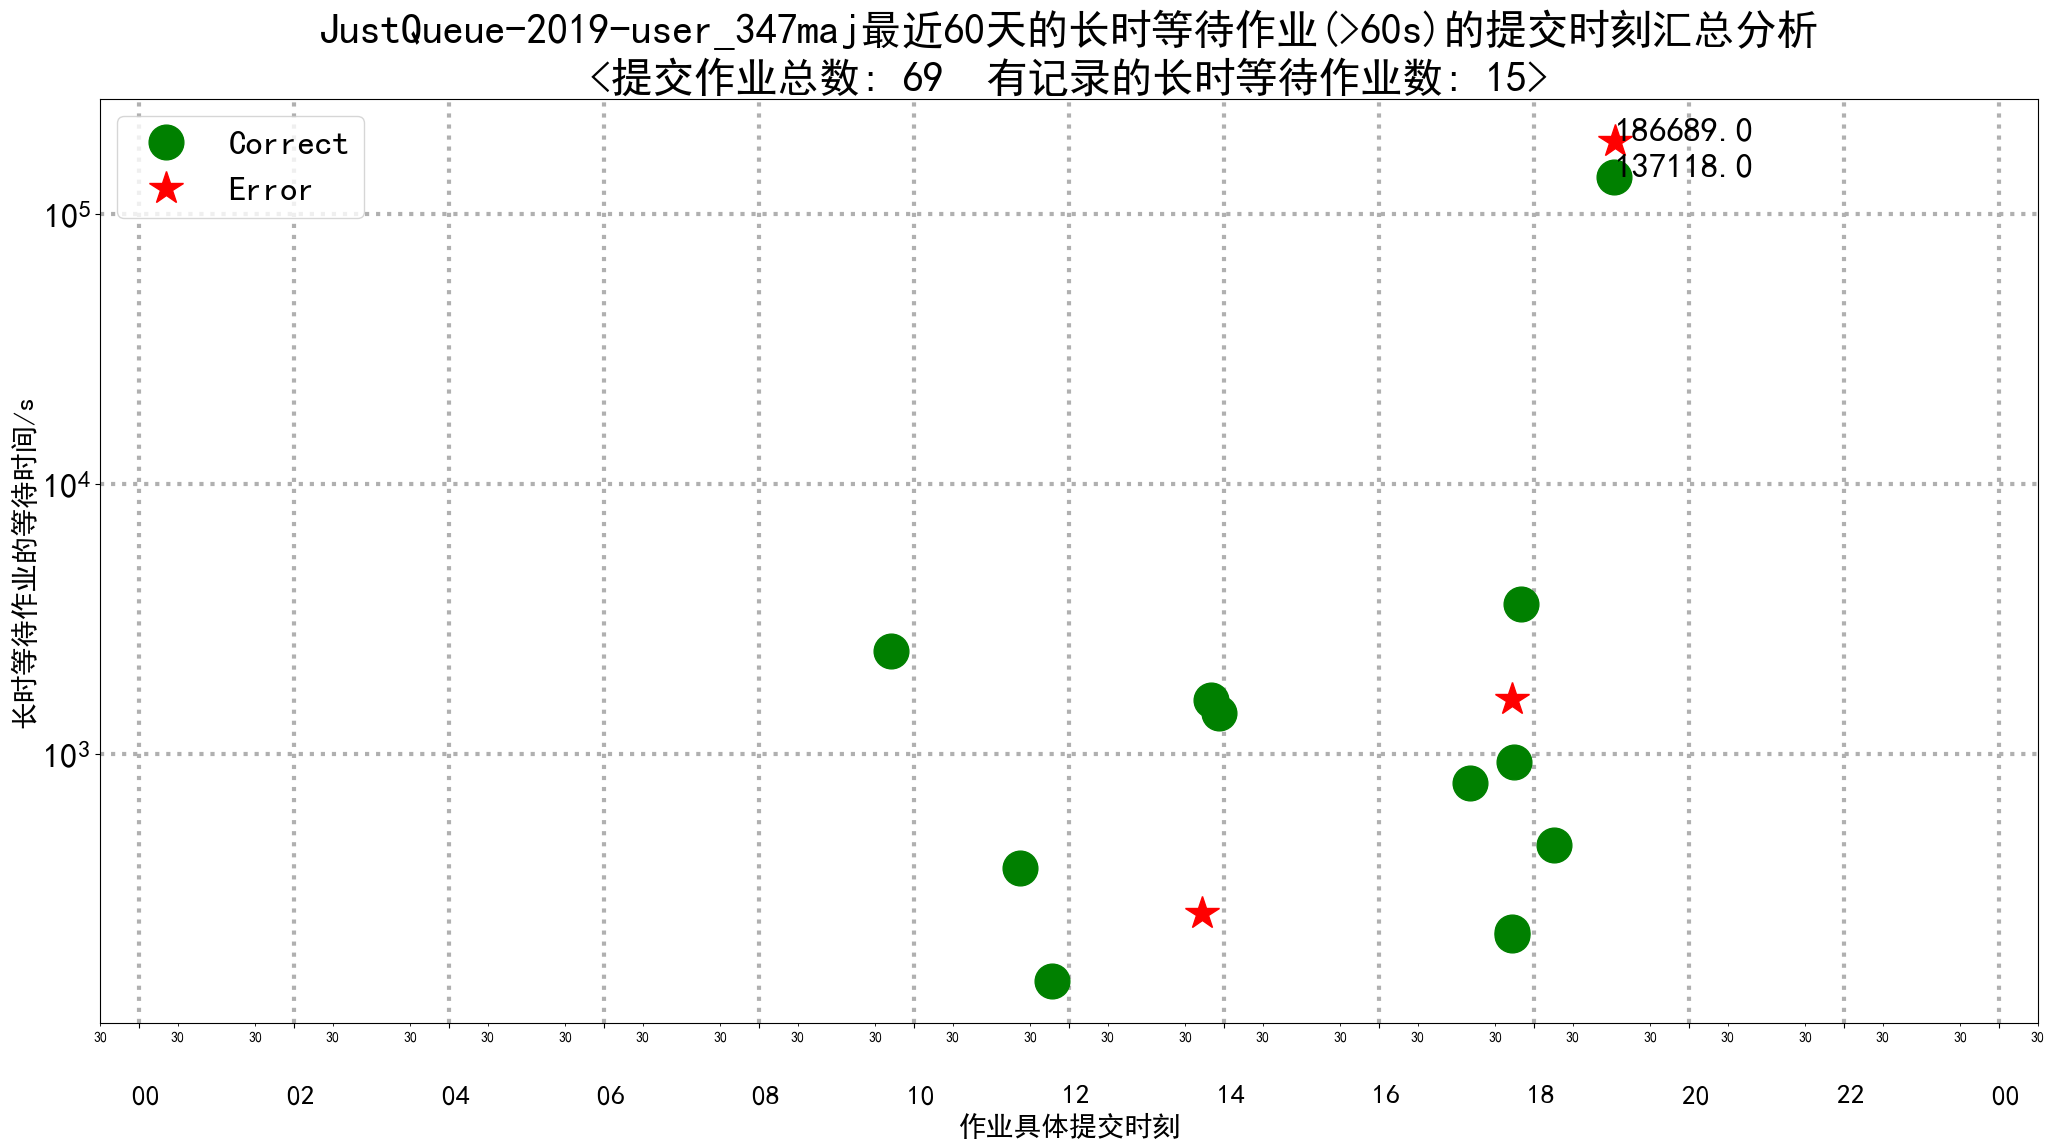 JustQueue-2019-user_347maj最近60天的长时等待作业(>60s)的提交时刻汇总分析
<提交作业总数: 69  有记录的长时等待作业数: 15>
Correct
Error
186689.0
137118.0
10^5
10^4
10^3
长时等待作业的等待时间/s
30 30 30 30 30 30 30 30 30 30 30 30 30 30 30 30 30 30 30 30 30 30 30 30 30 30
00 02 04 06 08 10 12 14 16 18 20 22 00
作业具体提交时刻